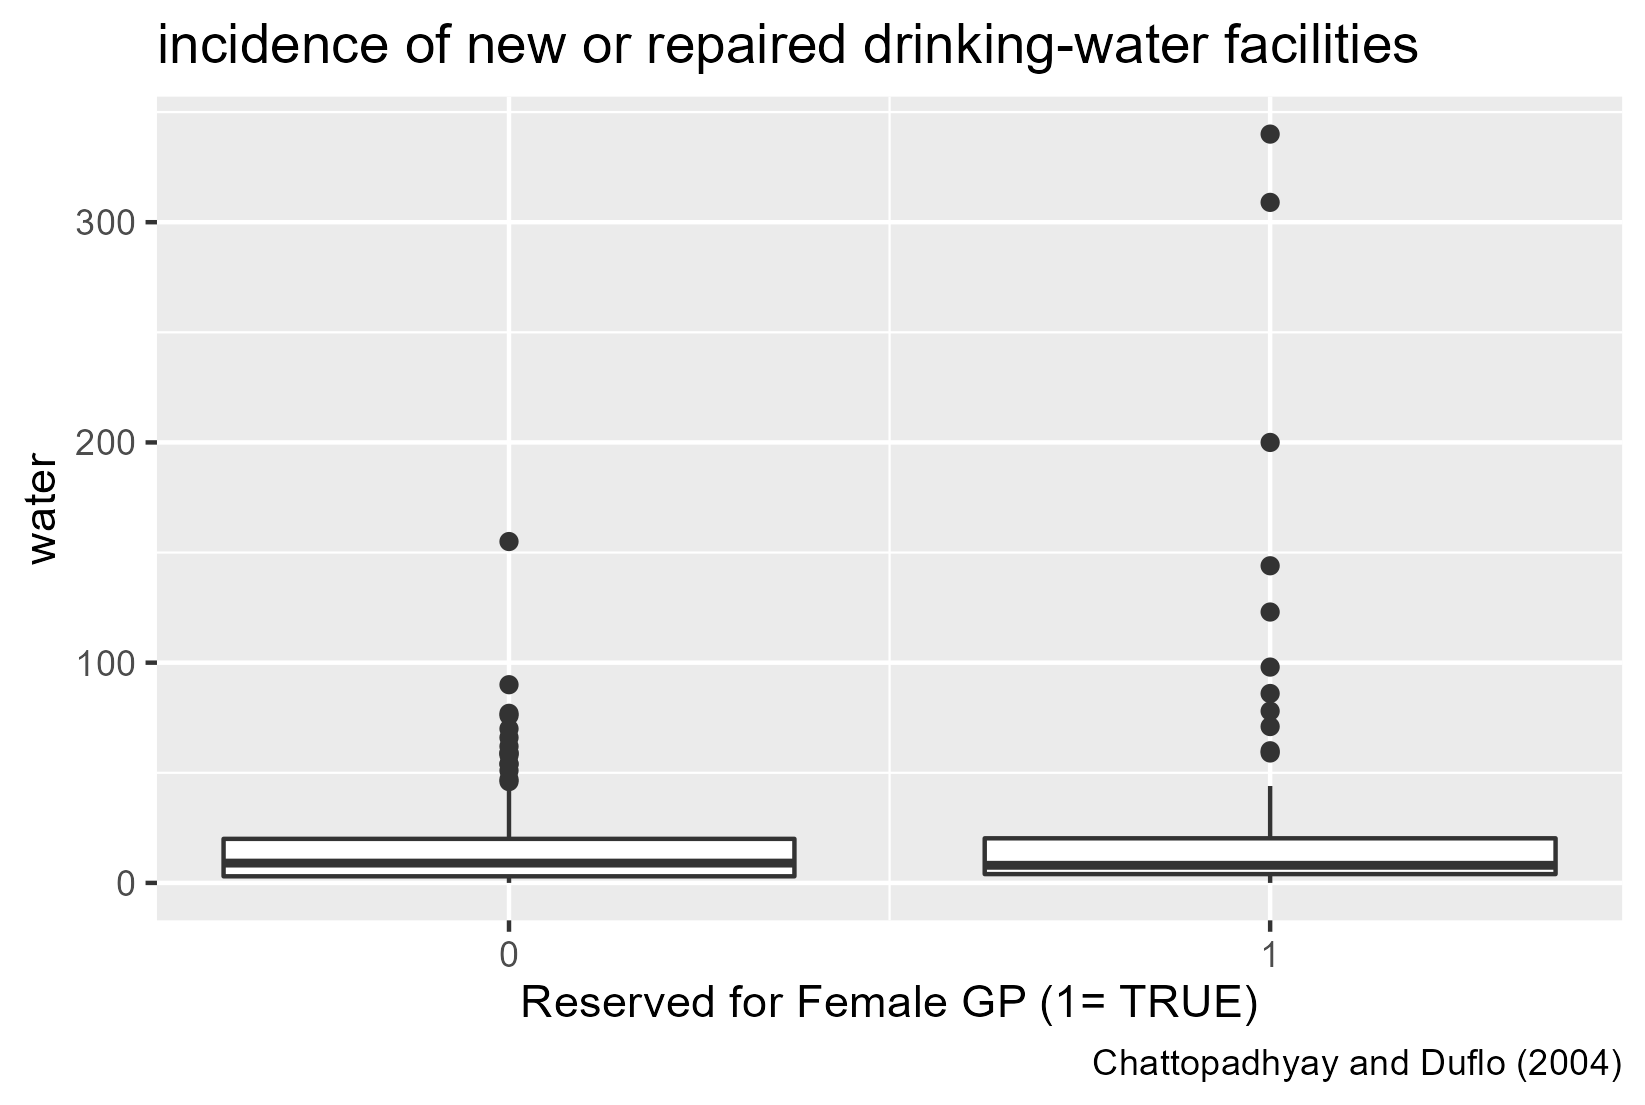 incidence of new or repaired drinking-water facilities
300
200
100
0
water
0 1
Reserved for Female GP (1= TRUE)
Chattopadhyay and Duflo (2004)